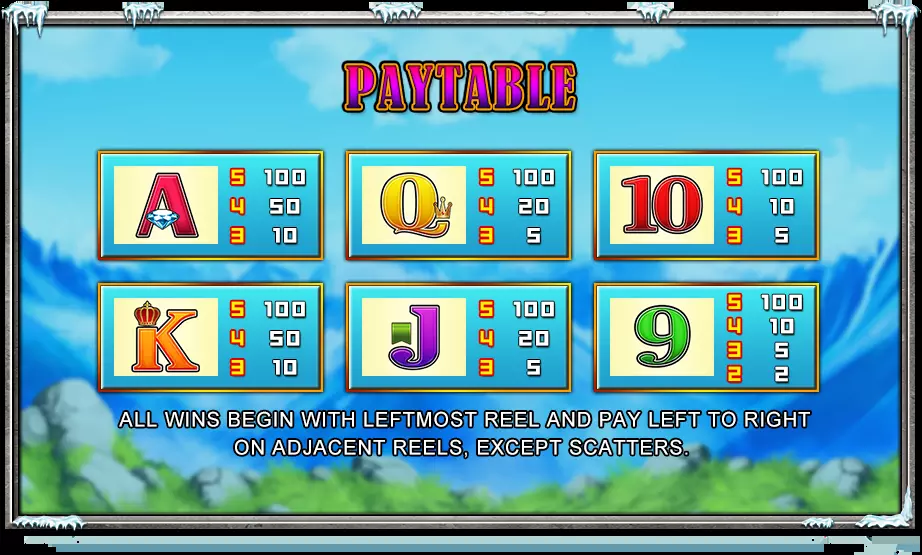 PAYTABLE
A 5 100 Q 5 100 10 5 100
4 50 4 20 4 10
3 10 3 5 3 5
K 5 100 J 5 100 9 5 100
4 50 4 20 4 10
3 10 3 5 3 5
2 2
ALL WINS BEGIN WITH LEFTMOST REEL AND PAY LEFT TO RIGHT
ON ADJACENT REELS, EXCEPT SCATTERS.